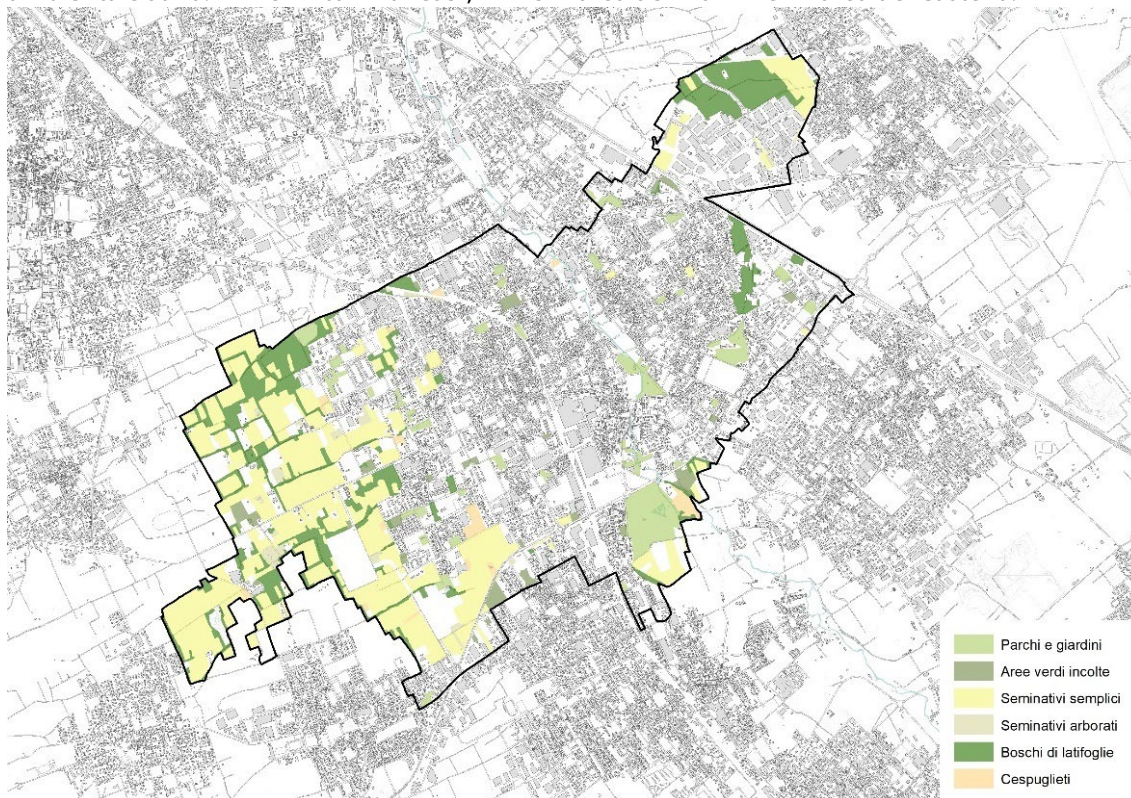 Parchi e giardini
Aree verdi incolte
Seminativi semplici
Seminativi arborati
Boschi di latifoglie
Cespuglieti